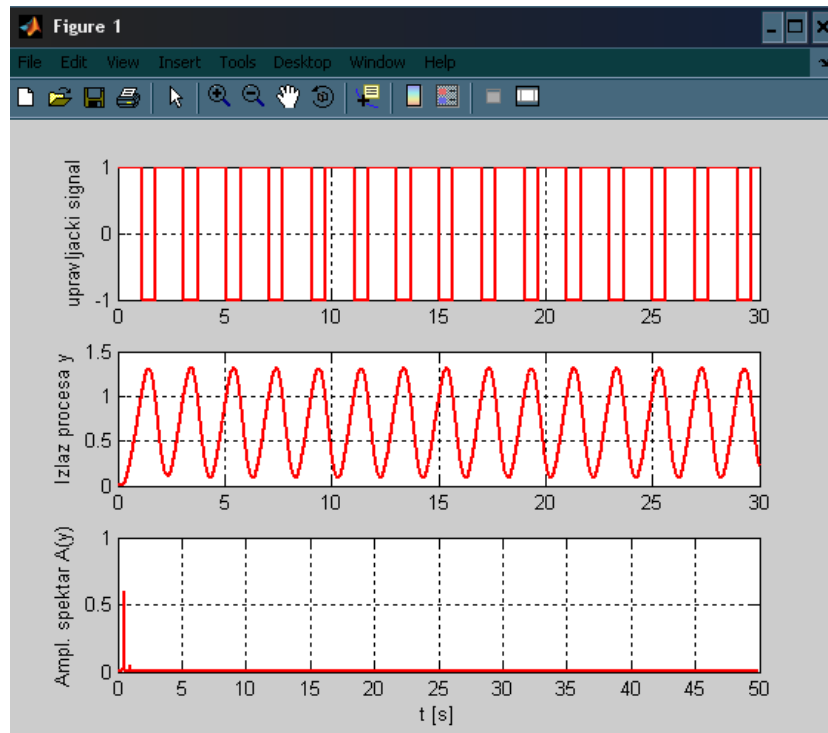 Figure 1
File Edit View Insert Tools Desktop Window Help
upravljacki signal
1
0
-1
0 5 10 15 20 25 30
Izlaz procesa y
1.5
1
0.5
0
0 5 10 15 20 25 30
Ampl. spektar A(y)
1
0.5
0
0 5 10 15 20 25 30 35 40 45 50
t [s]